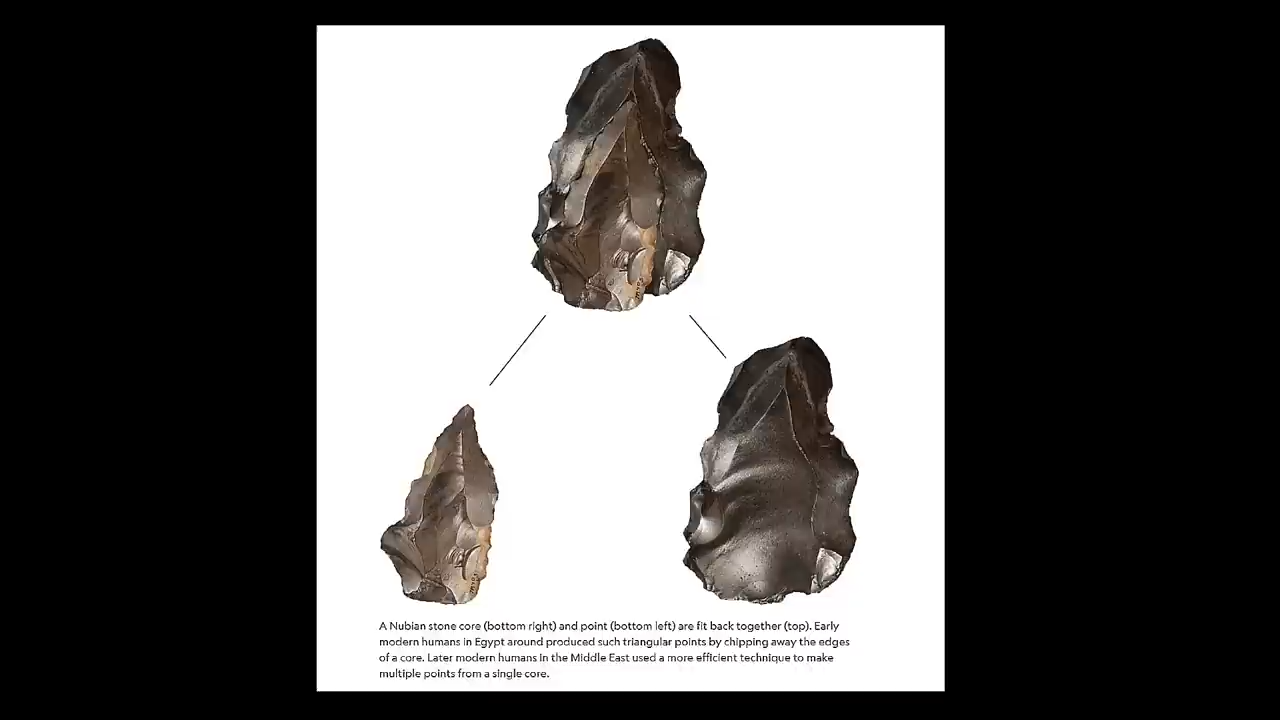 A Nubian stone core (bottom right) and point (bottom left) are fit back together (top). Early
modern humans in Egypt around produced such triangular points by chipping away the edges
of a core. Later modern humans in the Middle East used a more efficient technique to make
multiple points from a single core.